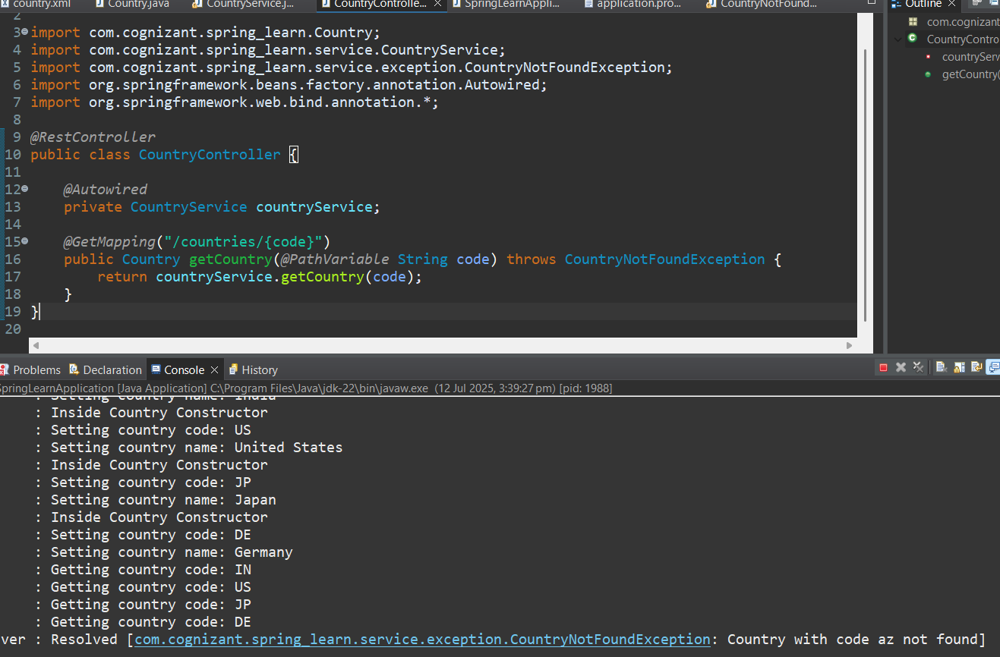 country.xml Country.java CountryService.j... CountryControlle... SpringLearnAppli... application.pro... CountryNotFound... Outline
2
3 import com.cognizant.spring_learn.Country;
4 import com.cognizant.spring_learn.service.CountryService;
5 import com.cognizant.spring_learn.service.exception.CountryNotFoundException;
6 import org.springframework.beans.factory.annotation.Autowired;
7 import org.springframework.web.bind.annotation.*;
8
9 @RestController
10 public class CountryController {
11
12 @Autowired
13 private CountryService countryService;
14
15 @GetMapping("/countries/{code}")
16 public Country getCountry(@PathVariable String code) throws CountryNotFoundException {
17 return countryService.getCountry(code);
18 }
19 }
20
com.cognizant
CountryContro
countryServ
getCountry(
Problems Declaration Console History
SpringLearnApplication [Java Application] C:\Program Files\Java\jdk-22\bin\javaw.exe (12 Jul 2025, 3:39:27 pm) [pid: 1988]
: Setting country name: India
: Inside Country Constructor
: Setting country code: US
: Setting country name: United States
: Inside Country Constructor
: Setting country code: JP
: Setting country name: Japan
: Inside Country Constructor
: Setting country code: DE
: Setting country name: Germany
: Getting country code: IN
: Getting country code: US
: Getting country code: JP
: Getting country code: DE
ver : Resolved [com.cognizant.spring_learn.service.exception.CountryNotFoundException: Country with code az not found]